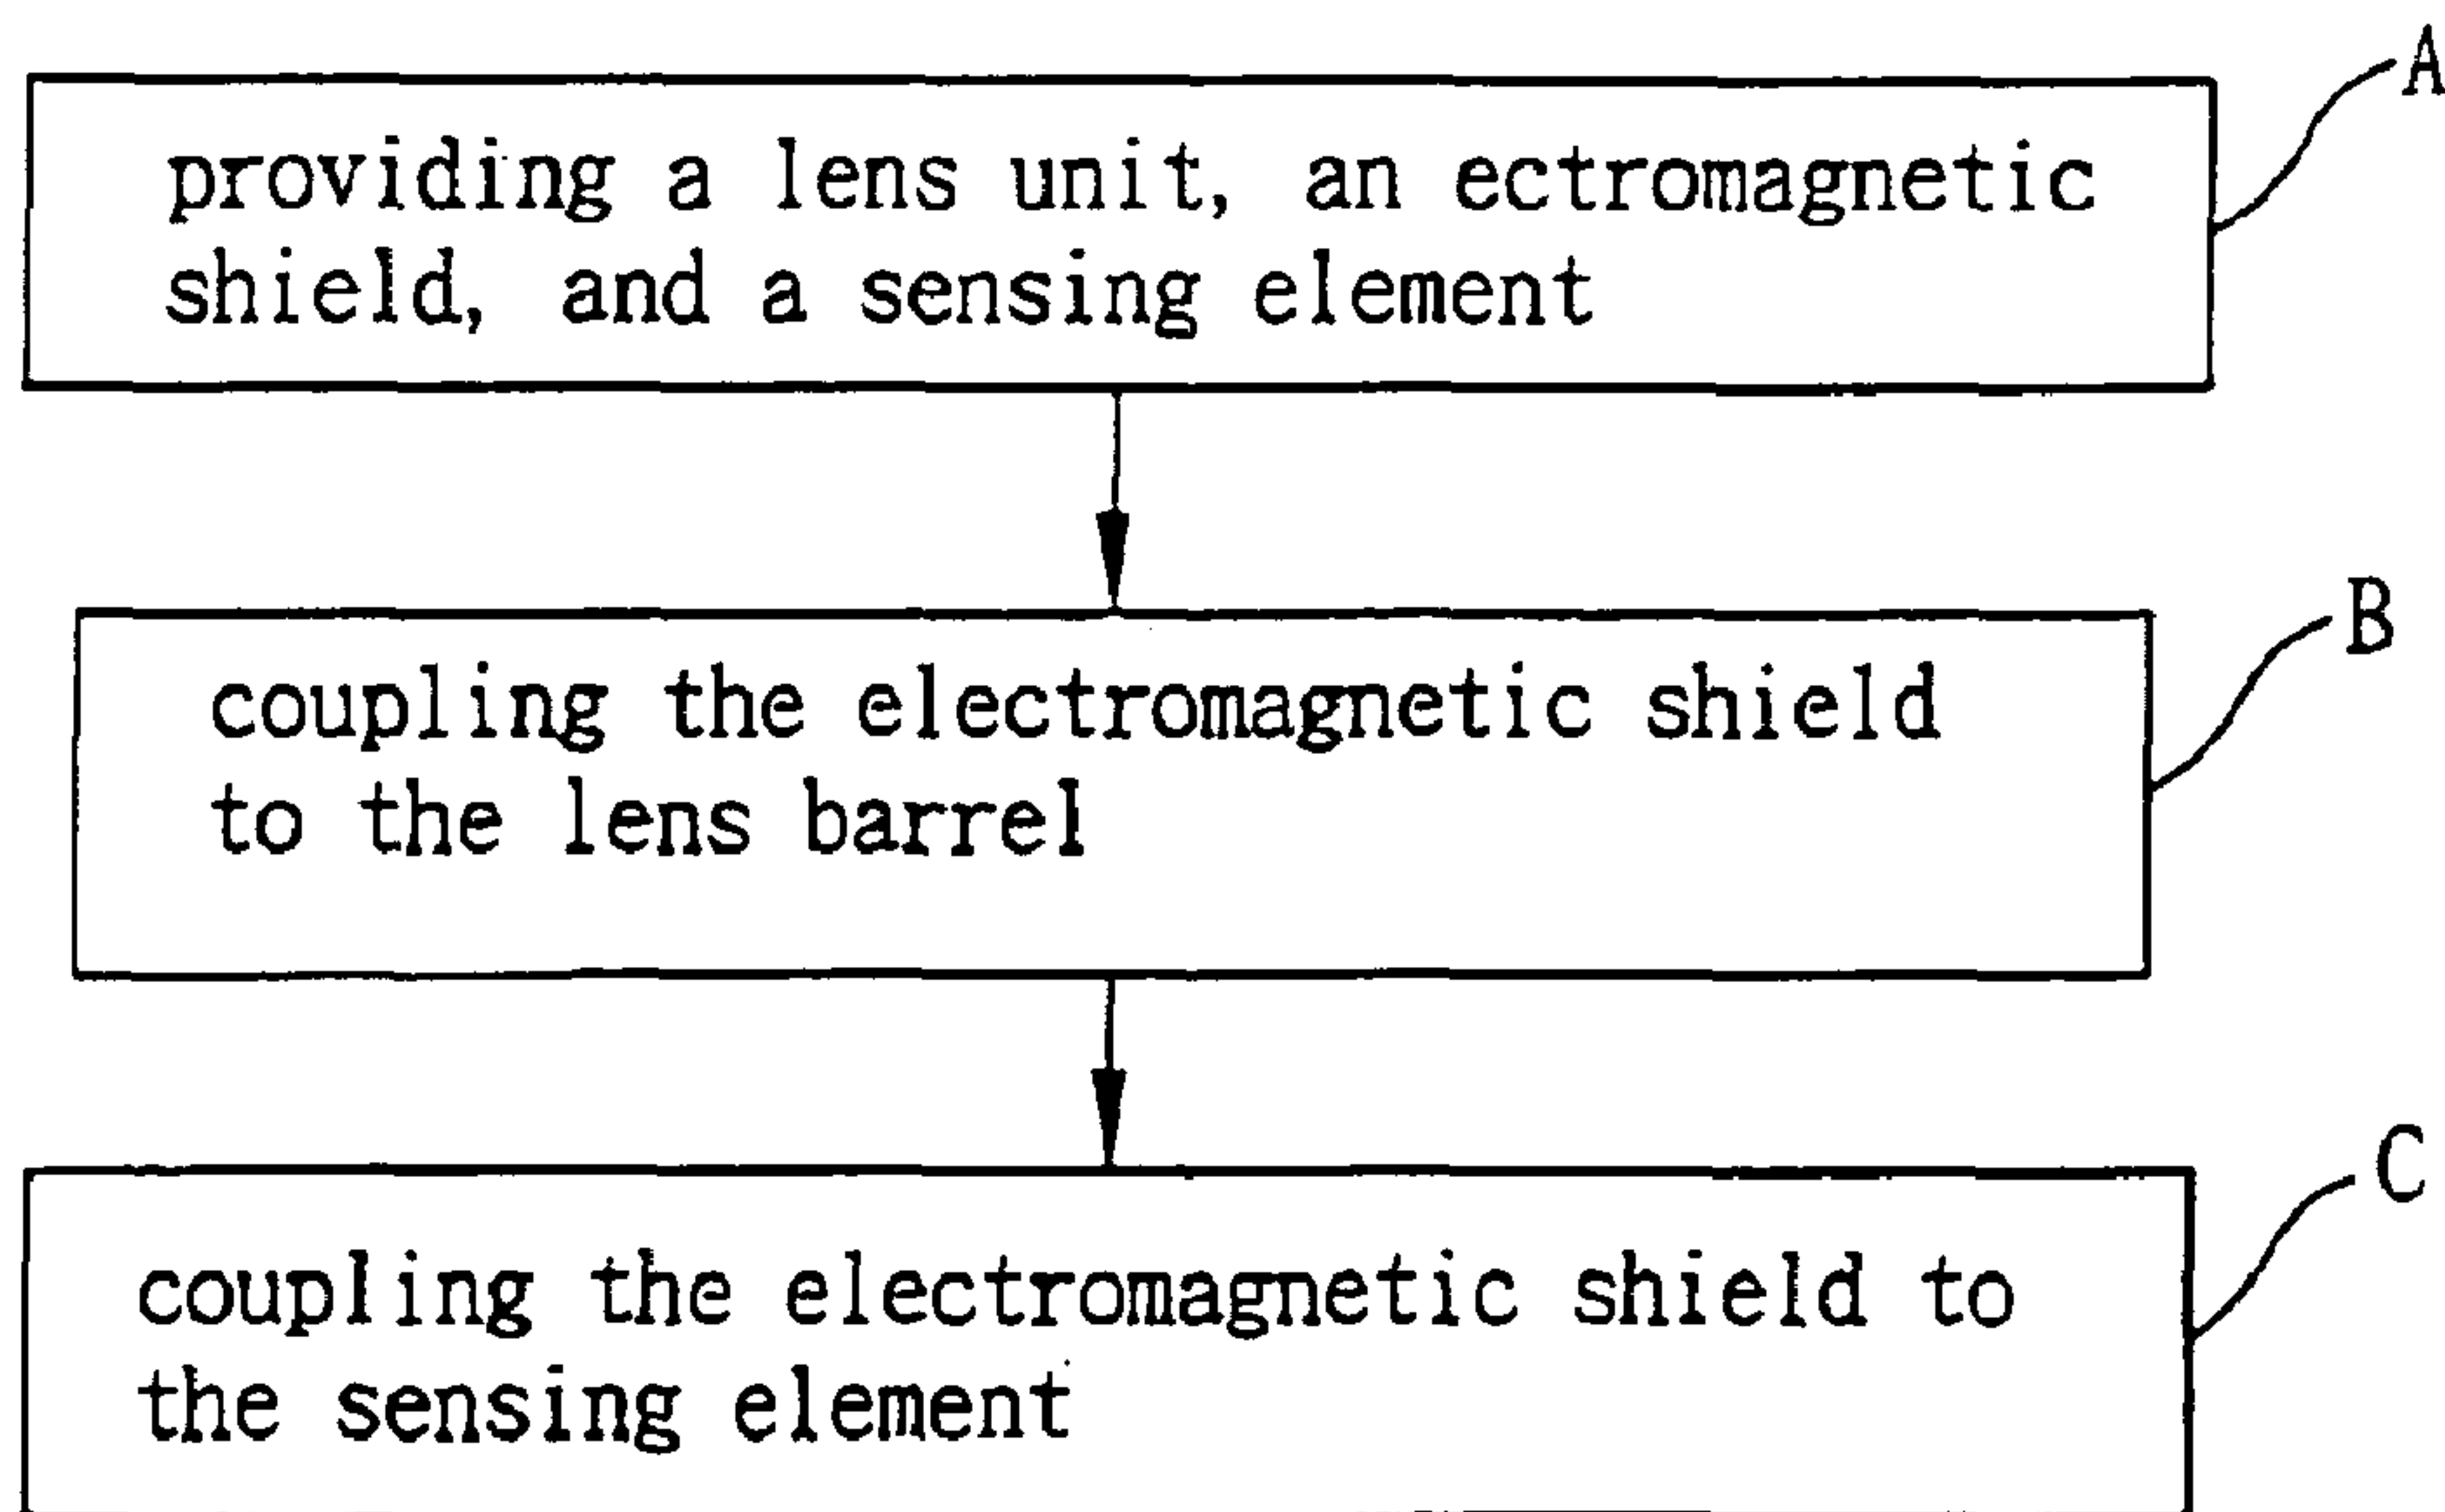 A
providing a lens unit, an ectromagnetic
shield, and a sensing element
B
coupling the electromagnetic shield
to the lens barrel
C
coupling the electromagnetic shield to
the sensing element